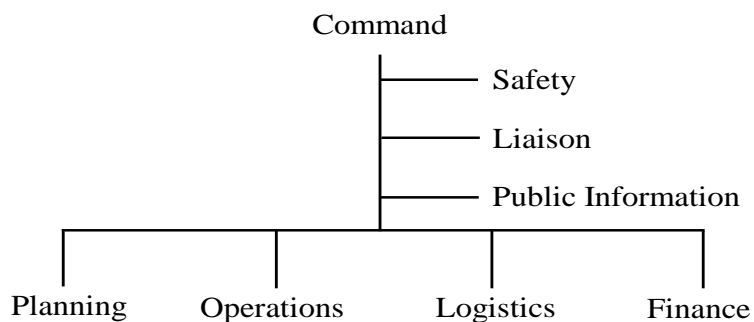 Command
Safety
Liaison
Public Information
Planning Operations Logistics Finance